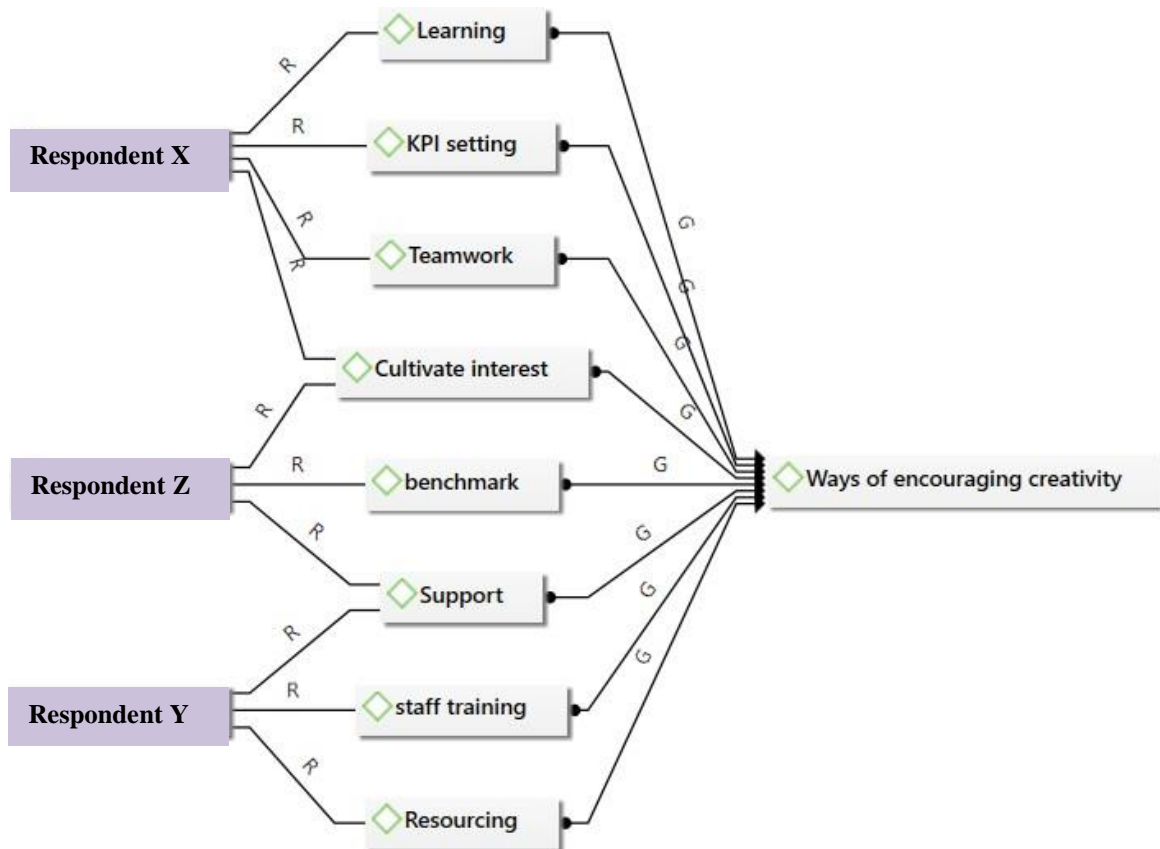 Learning
R
KPI setting
R
Respondent X
Teamwork
R
R
G
G
G
Cultivate interest
G
R
Respondent Z
R
benchmark
G
Ways of encouraging creativity
R
Support
G
R
G
Respondent Y
R
staff training
G
R
Resourcing